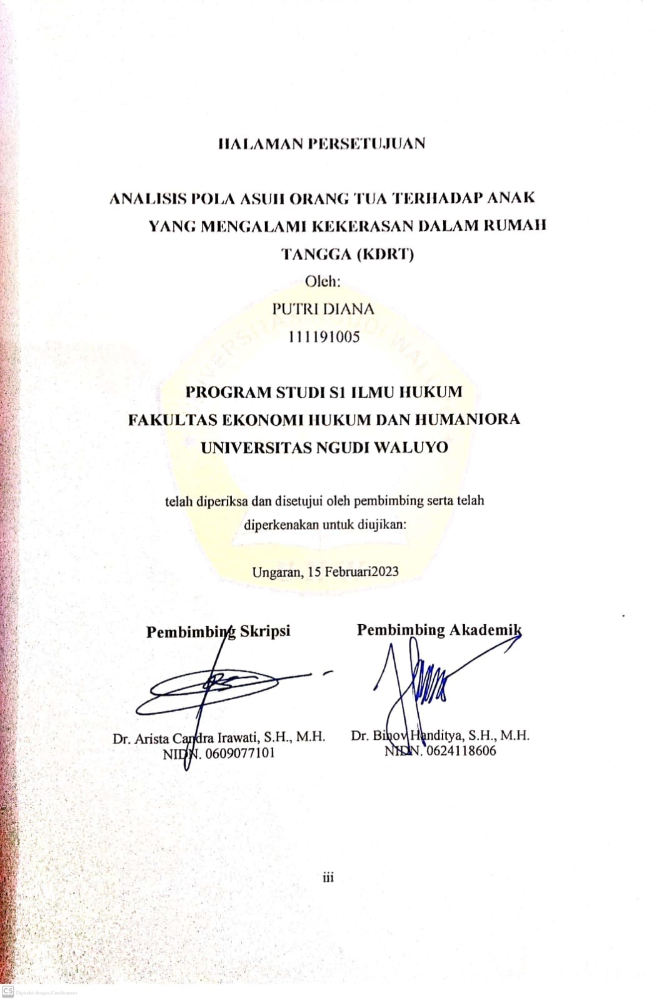 HALAMAN PERSETUJUAN
ANALISIS POLA ASUH ORANG TUA TERHADAP ANAK
YANG MENGALAMI KEKERASAN DALAM RUMAH
TANGGA (KDRT)
Oleh:
PUTRI DIANA
111191005
UNIVERSITAS NGUDI WALUYO
PROGRAM STUDI S1 ILMU HUKUM
FAKULTAS EKONOMI HUKUM DAN HUMANIORA
UNIVERSITAS NGUDI WALUYO
telah diperiksa dan disetujui oleh pembimbing serta telah
diperkenakan untuk diujikan:
Ungaran, 15 Februari2023
Pembimbing Skripsi Pembimbing Akademik
Dr. Arista Candra Irawati, S.H., M.H. Dr. Binov Handitya, S.H., M.H.
NIDN. 0609077101 NIDN. 0624118606
iii
CS Dipindai dengan CamScanner